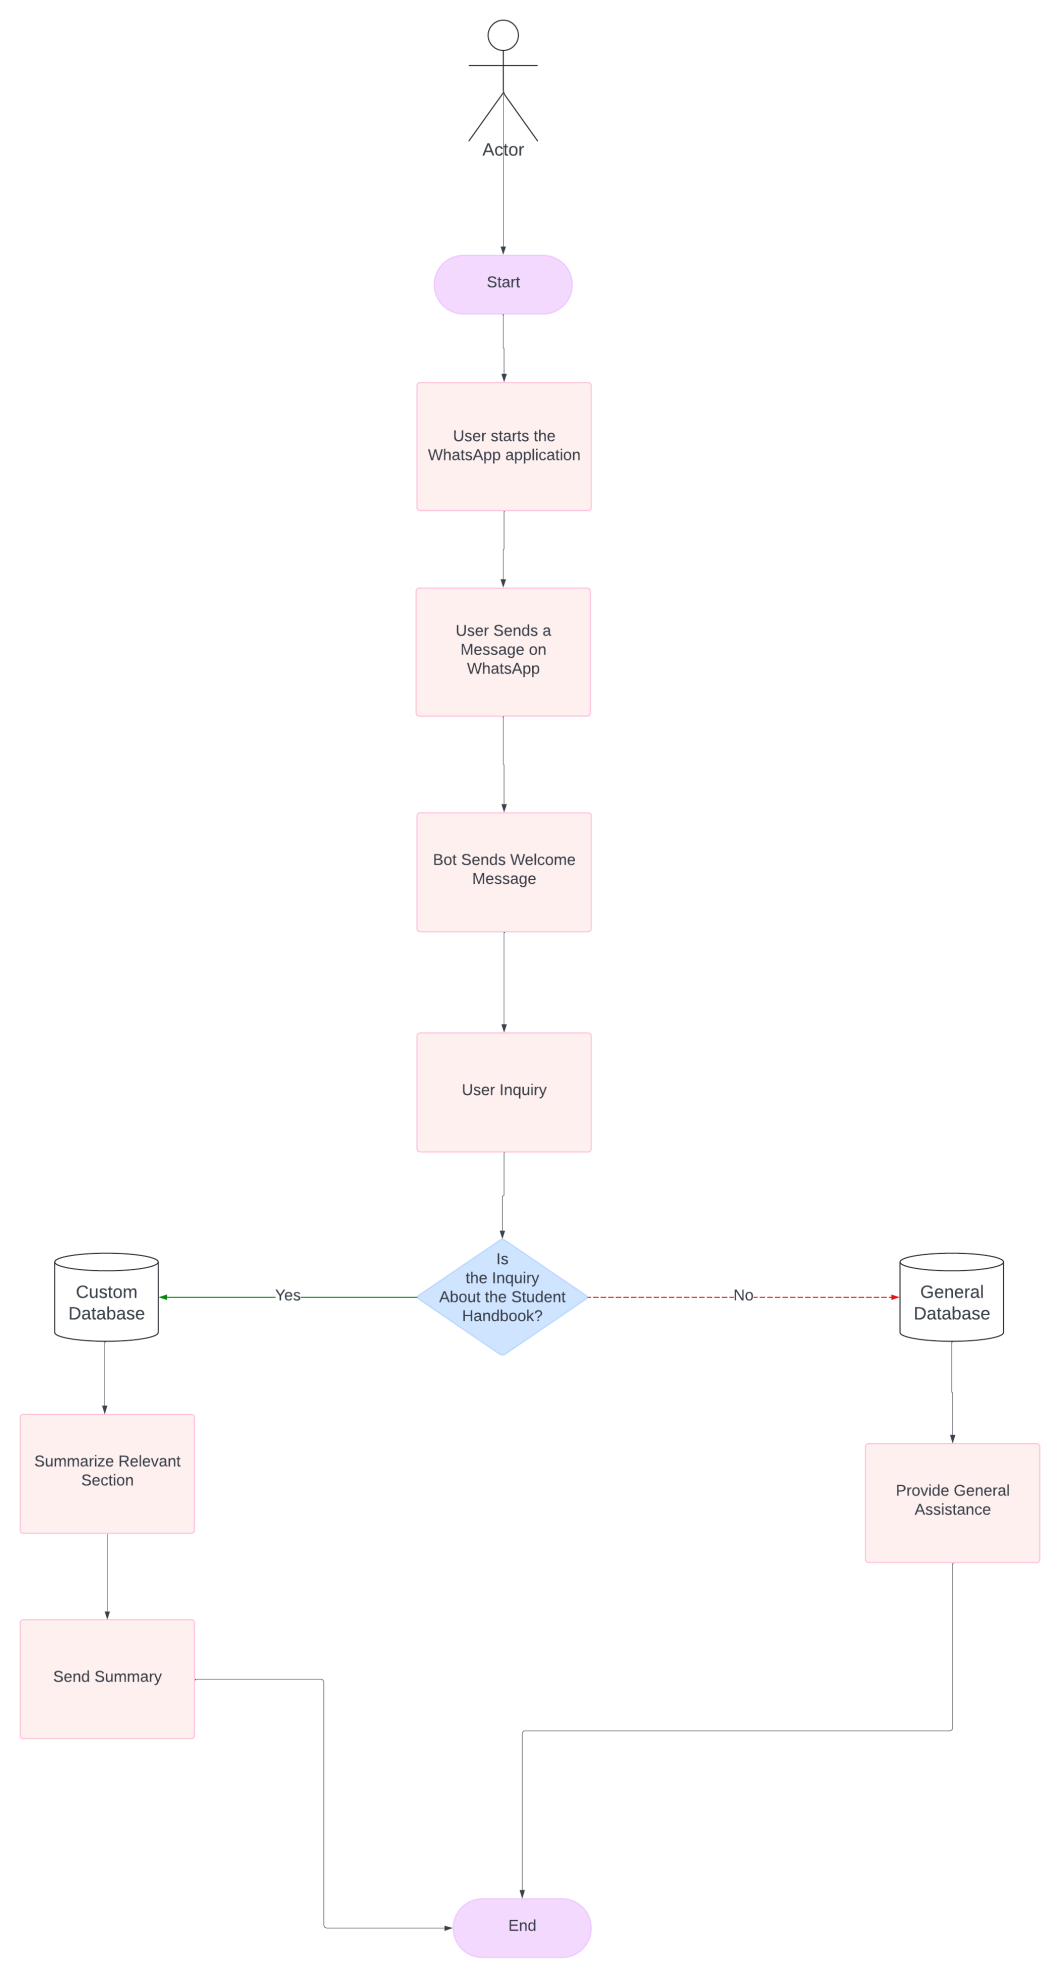 Actor
Start
User starts the
WhatsApp application
User Sends a
Message on
WhatsApp
Bot Sends Welcome
Message
User Inquiry
Is
the Inquiry
About the Student
Handbook?
Yes
No
Custom
Database
General
Database
Summarize Relevant
Section
Provide General
Assistance
Send Summary
End